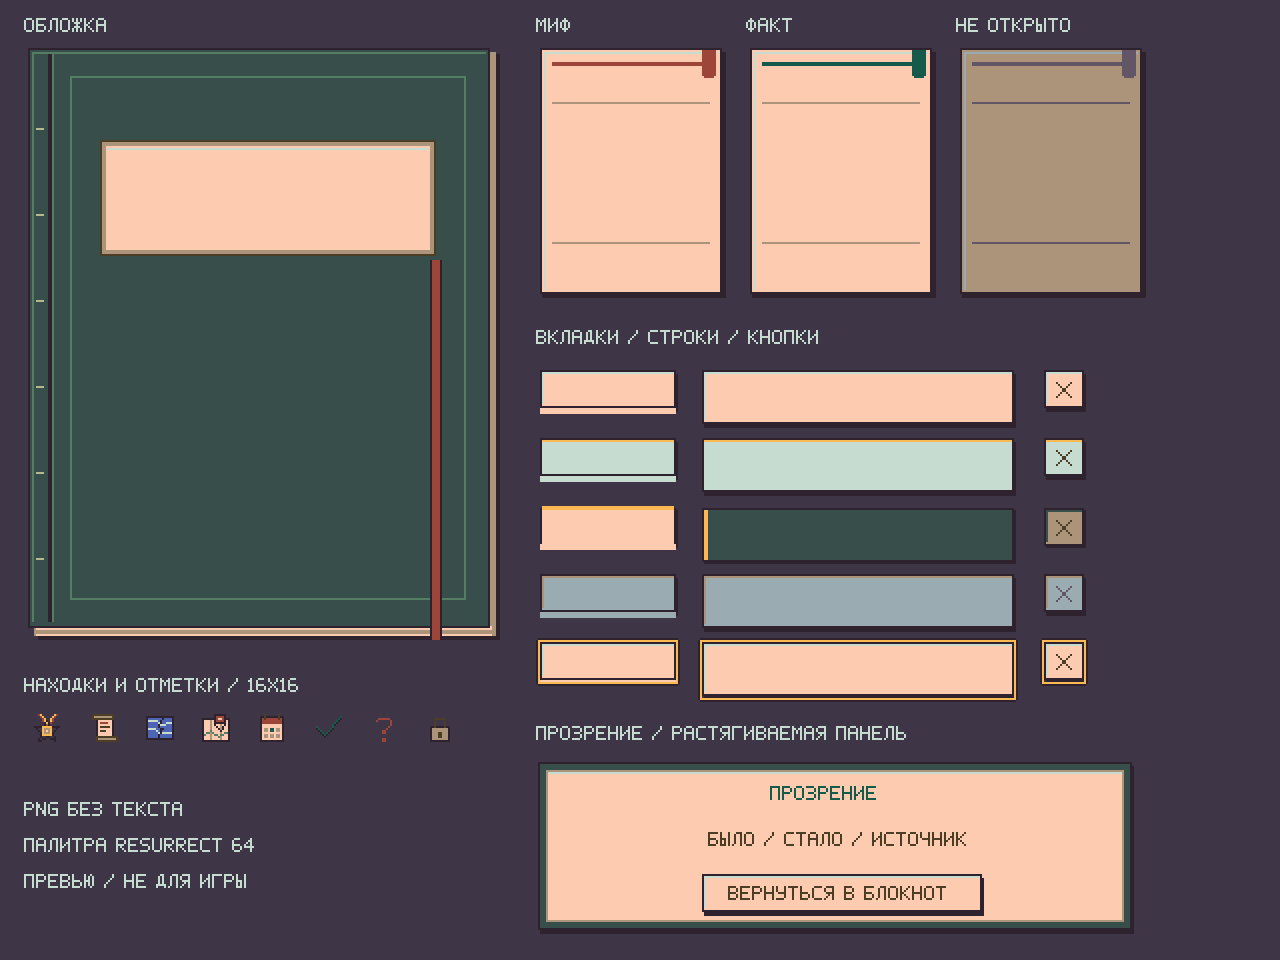 ОБЛОЖКА
МИФ
ФАКТ
НЕ ОТКРЫТО
ВКЛАДКИ / СТРОКИ / КНОПКИ
НАХОДКИ И ОТМЕТКИ / 16X16
PNG БЕЗ ТЕКСТА
ПАЛИТРА RESURRECT 64
ПРЕВЬЮ / НЕ ДЛЯ ИГРЫ
ПРОЗРЕНИЕ / РАСТЯГИВАЕМАЯ ПАНЕЛЬ
ПРОЗРЕНИЕ
БЫЛО / СТАЛО / ИСТОЧНИК
ВЕРНУТЬСЯ В БЛОКНОТ